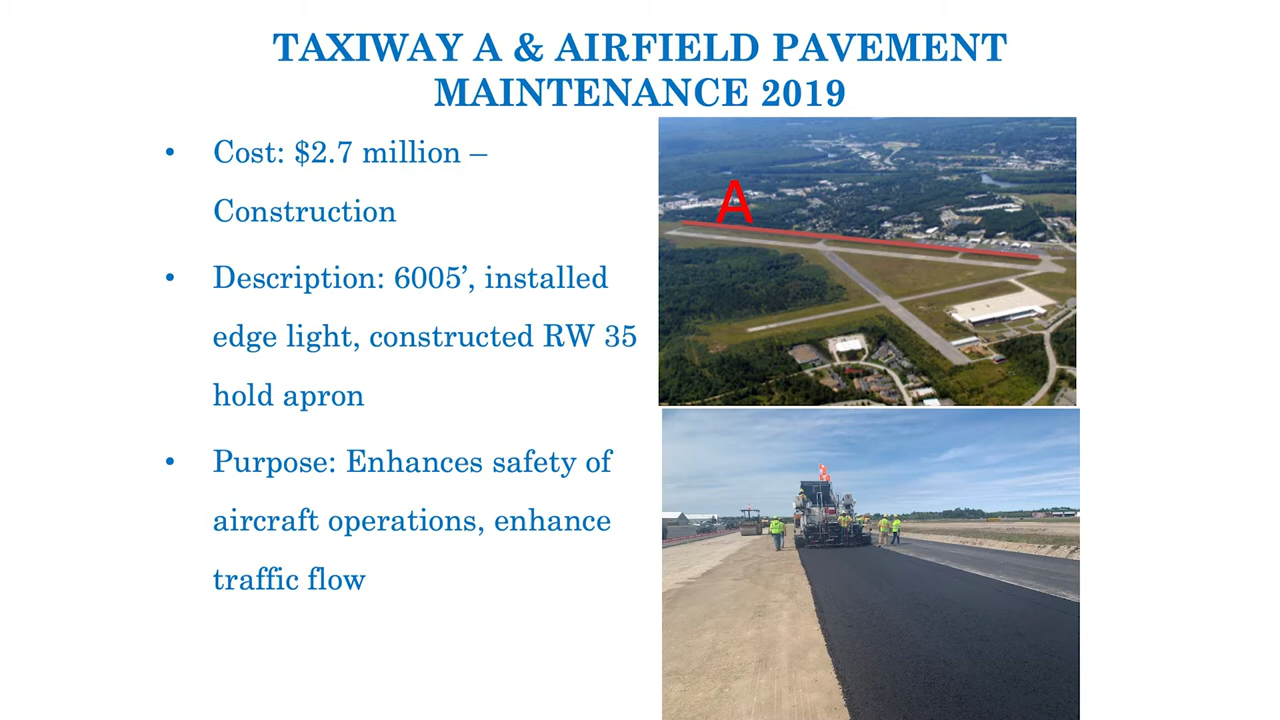 TAXIWAY A & AIRFIELD PAVEMENT
MAINTENANCE 2019
• Cost: $2.7 million –
Construction
• Description: 6005’, installed
edge light, constructed RW 35
hold apron
• Purpose: Enhances safety of
aircraft operations, enhance
traffic flow
A